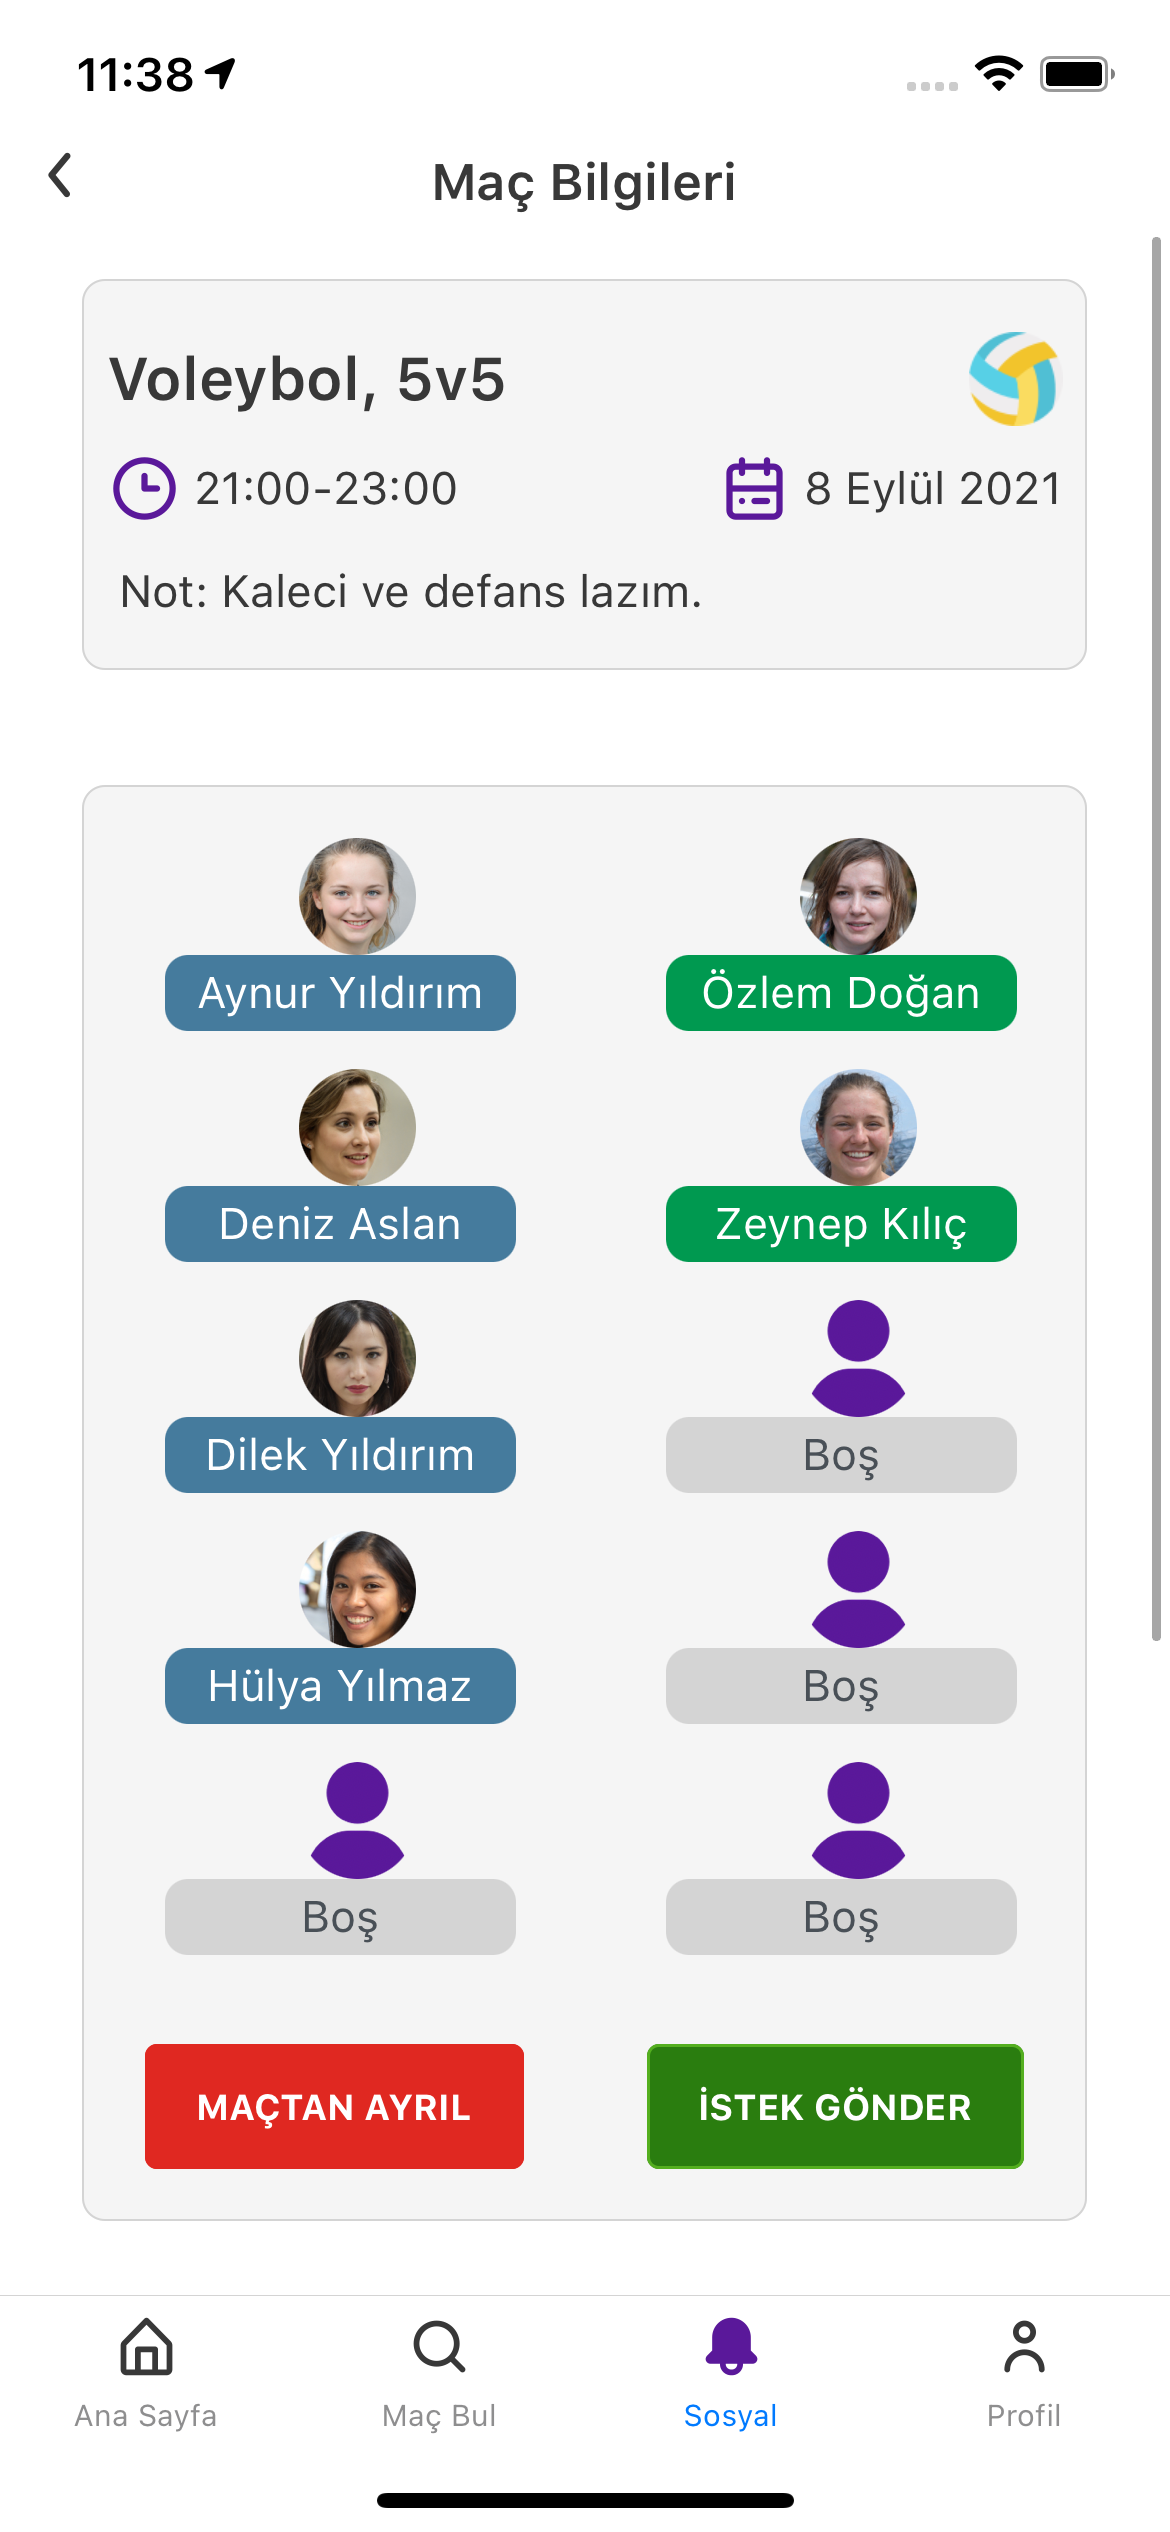 11:38
Maç Bilgileri
Voleybol, 5v5
21:00-23:00 8 Eylül 2021
Not: Kaleci ve defans lazım.
Aynur Yıldırım Özlem Doğan
Deniz Aslan Zeynep Kılıç
Dilek Yıldırım Boş
Hülya Yılmaz Boş
Boş Boş
MAÇTAN AYRIL İSTEK GÖNDER
Ana Sayfa Maç Bul Sosyal Profil